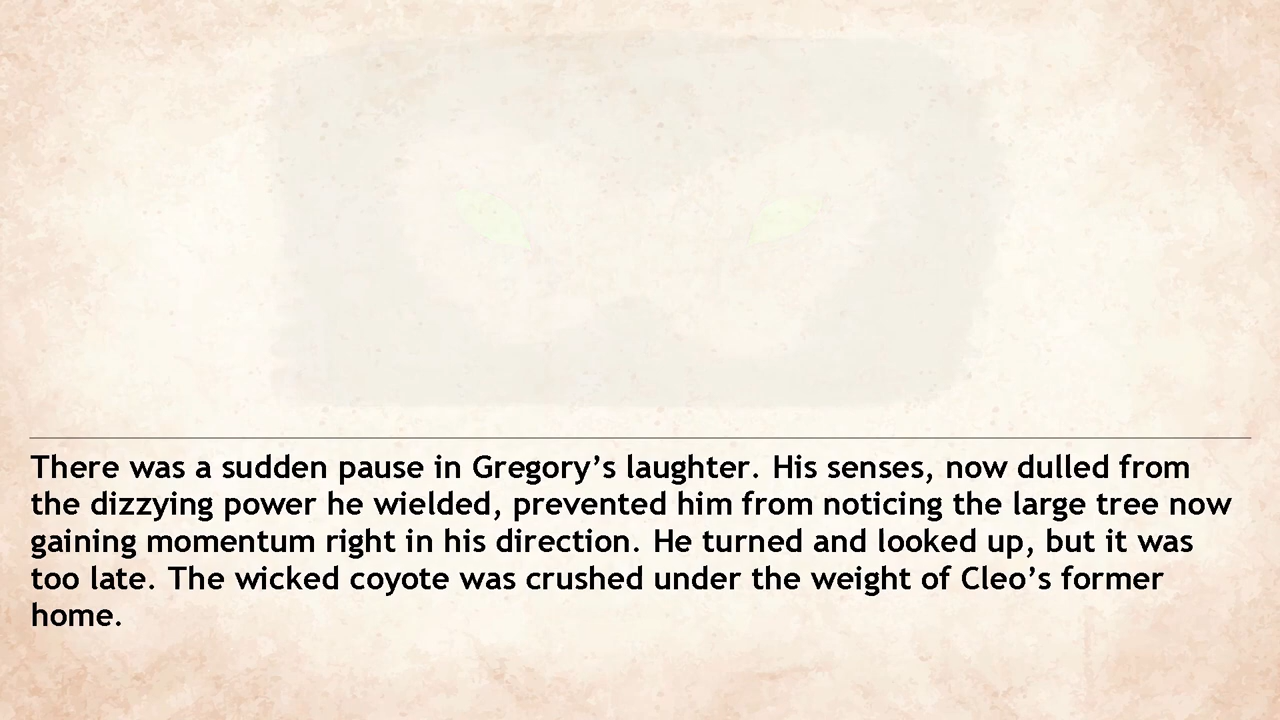 There was a sudden pause in Gregory’s laughter. His senses, now dulled from
the dizzying power he wielded, prevented him from noticing the large tree now
gaining momentum right in his direction. He turned and looked up, but it was
too late. The wicked coyote was crushed under the weight of Cleo’s former
home.